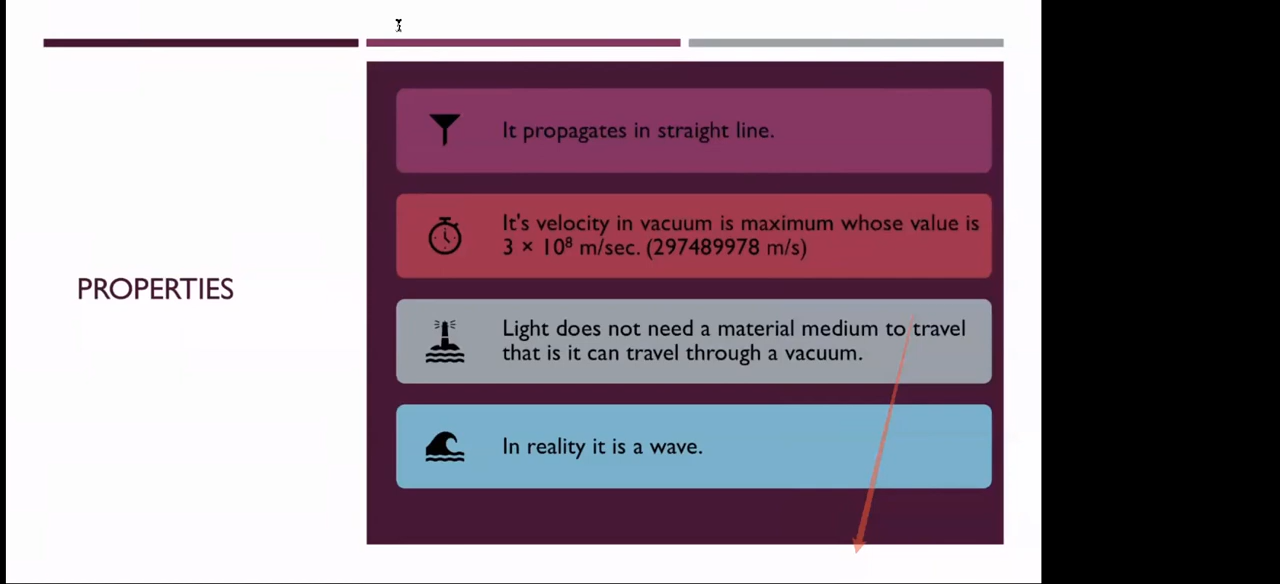 PROPERTIES
It propagates in straight line.
It's velocity in vacuum is maximum whose value is
3 × 10⁸ m/sec. (297489978 m/s)
Light does not need a material medium to travel
that is it can travel through a vacuum.
In reality it is a wave.